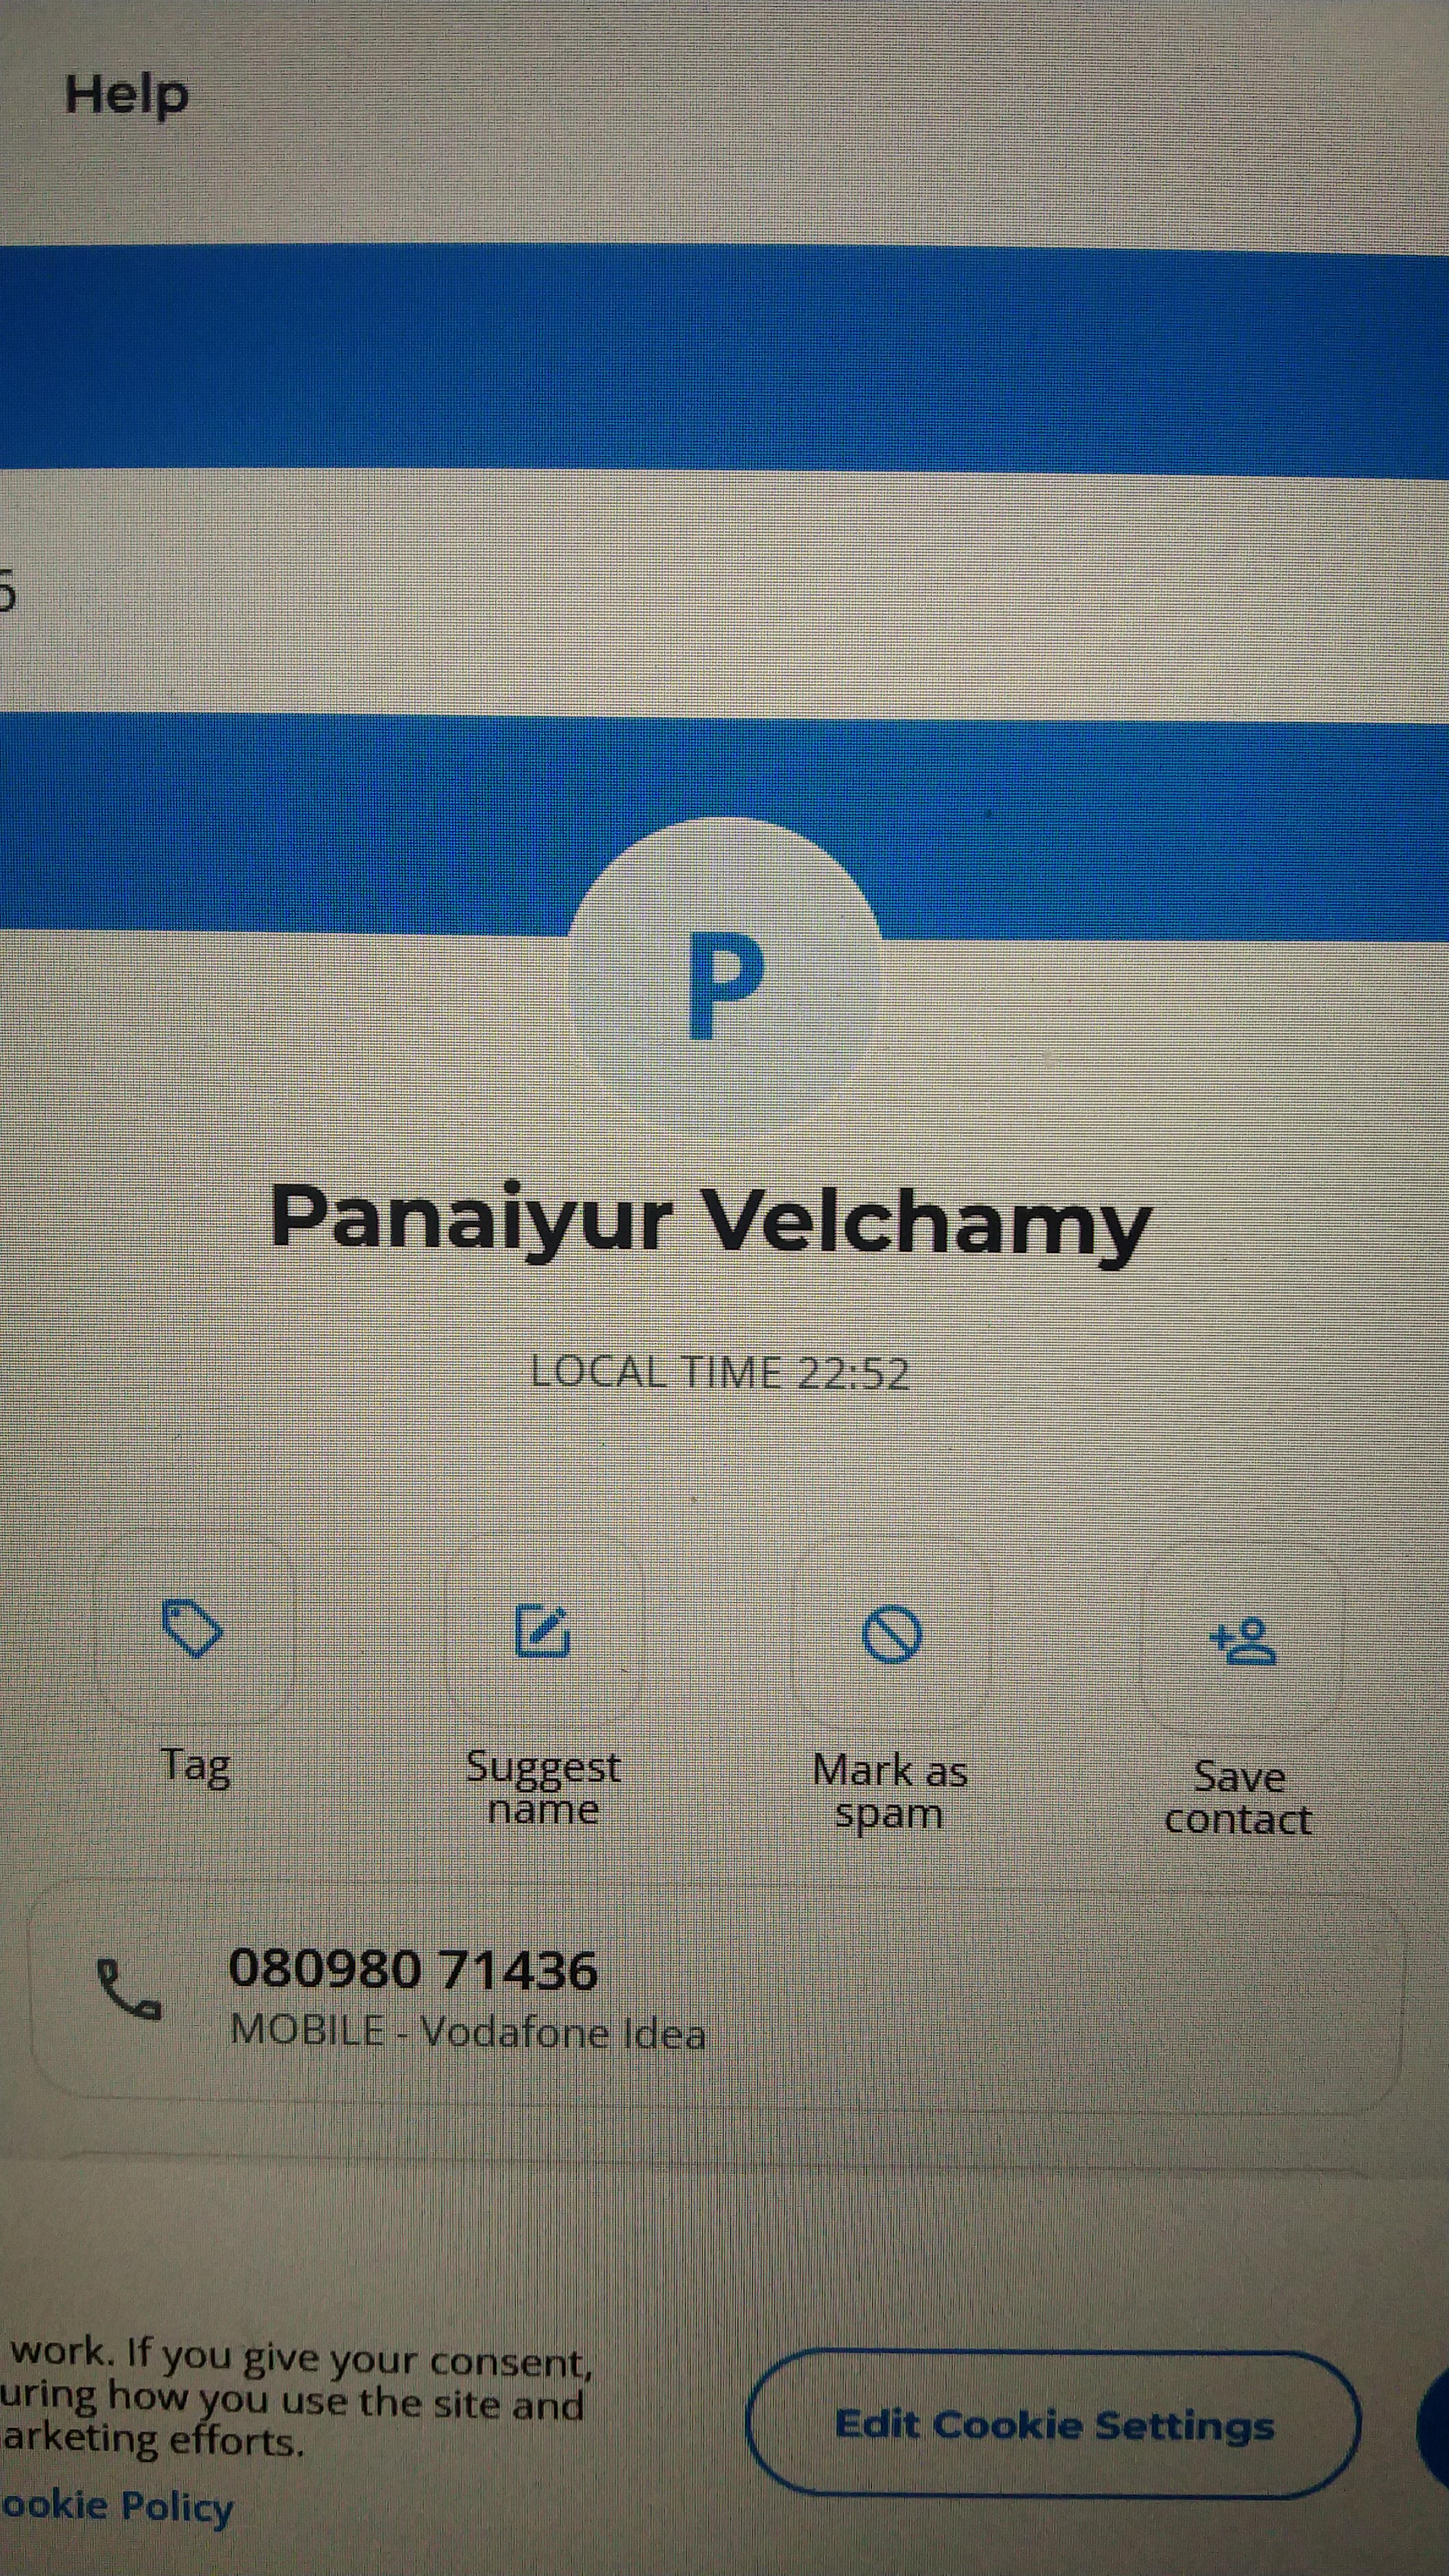 Help
5
P
Panaiyur Velchamy
LOCAL TIME 22:52
Tag
Suggest
name
Mark as
spam
Save
contact
080980 71436
MOBILE - Vodafone Idea
work. If you give your consent,
uring how you use the site and
arketing efforts.
ookie Policy
Edit Cookie Settings